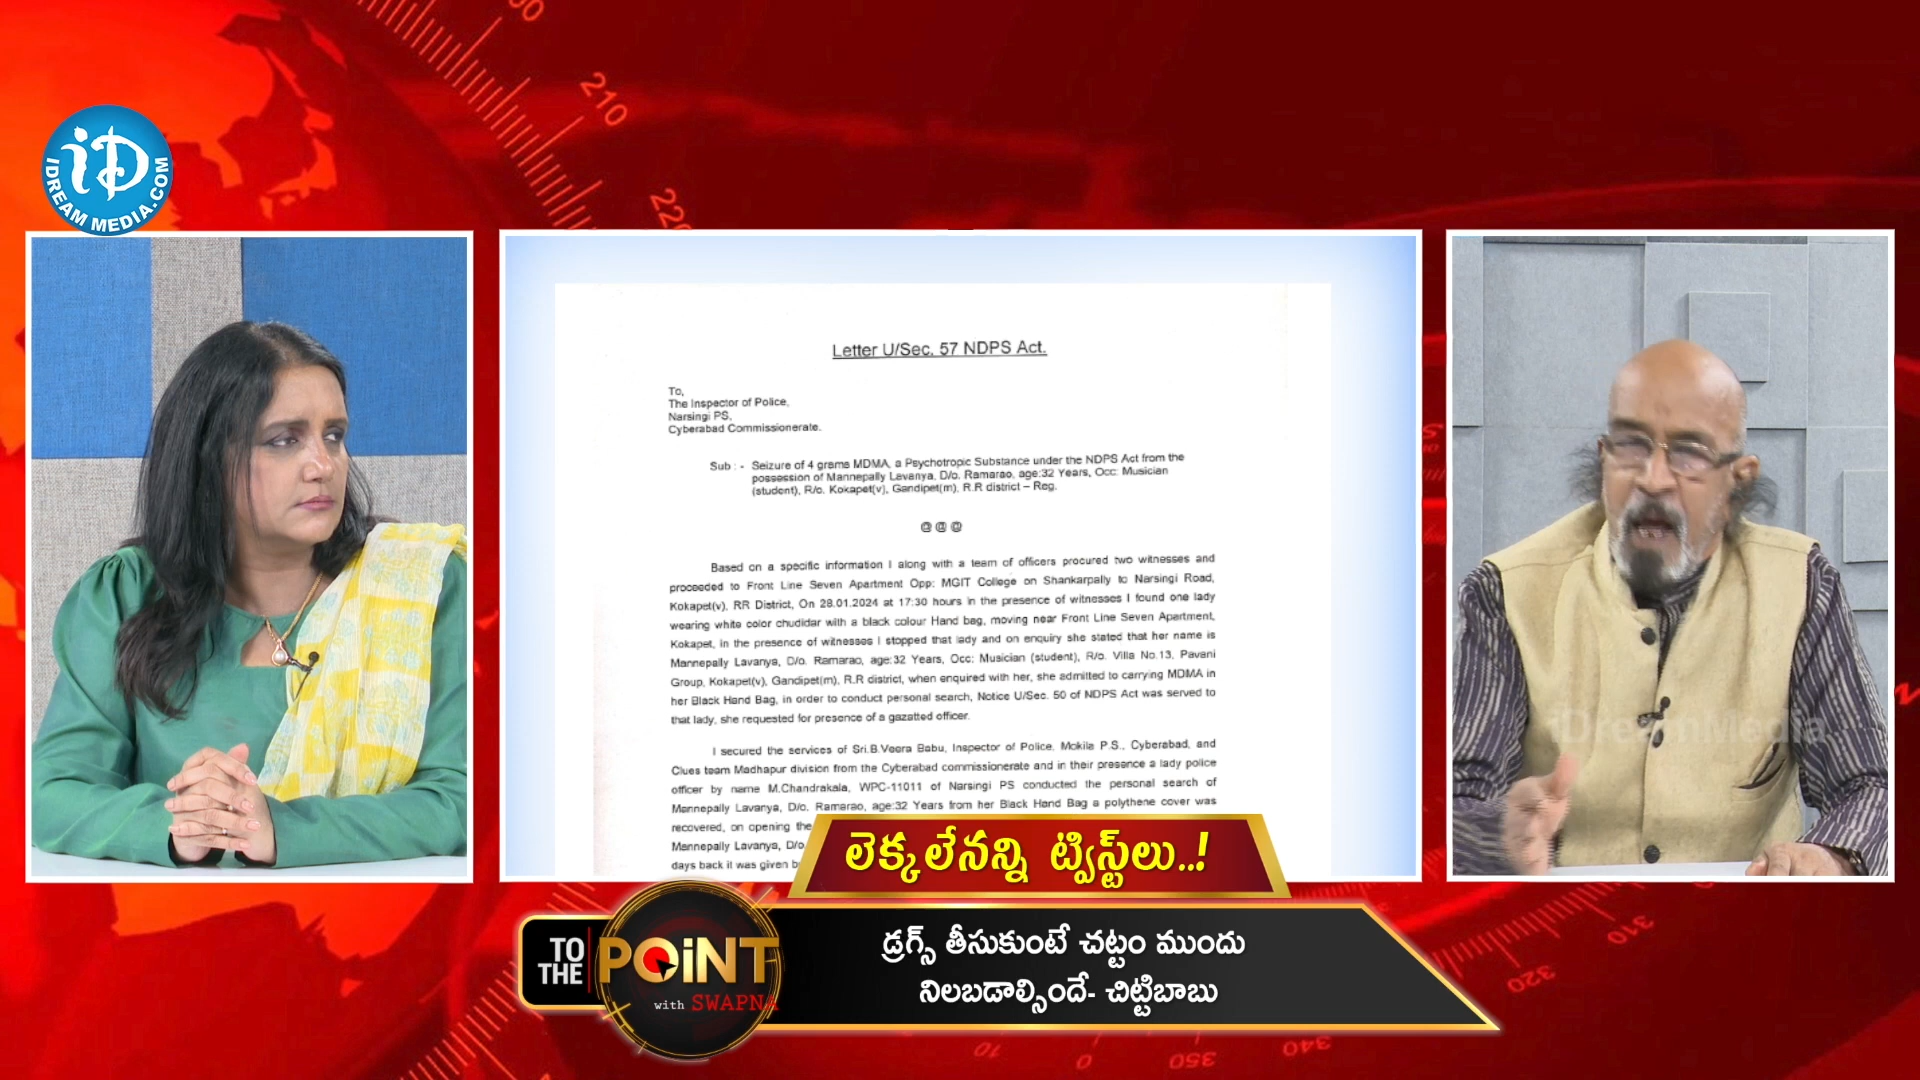 210
220
iD
IDREAM MEDIA.COM
Letter U/Sec. 57 NDPS Act.
To,
The Inspector of Police,
Narsingi PS,
Cyberabad Commissionerate.
Sub : - Seizure of 4 grams MDMA, a Psychotropic Substance under the NDPS Act from the
possession of Mannepally Lavanya, D/o. Ramarao, age:32 Years, Occ: Musician
(student), R/o. Kokapet(v), Gandipet(m), R.R district – Reg.
@@@
Based on a specific information I along with a team of officers procured two witnesses and
proceeded to Front Line Seven Apartment Opp: MGIT College on Shankarpally to Narsingi Road,
Kokapet(v), RR District, On 28.01.2024 at 17:30 hours in the presence of witnesses I found one lady
wearing white color chudidar with a black colour Hand bag, moving near Front Line Seven Apartment,
Kokapet, in the presence of witnesses I stopped that lady and on enquiry she stated that her name is
Mannepally Lavanya, D/o. Ramarao, age:32 Years, Occ: Musician (student), R/o. Villa No.13, Pavani
Group, Kokapet(v), Gandipet(m), R.R district, when enquired with her, she admitted to carrying MDMA in
her Black Hand Bag, in order to conduct personal search, Notice U/Sec. 50 of NDPS Act was served to
that lady, she requested for presence of a gazatted officer.
I secured the services of Sri.B.Veera Babu, Inspector of Police, Mokila P.S., Cyberabad, and
Clues team Madhapur division from the Cyberabad commissionerate and in their presence a lady police
officer by name M.Chandrakala, WPC-11011 of Narsingi PS conducted the personal search of
Mannepally Lavanya, D/o. Ramarao, age:32 Years from her Black Hand Bag a polythene cover was
recovered, on opening the
Mannepally Lavanya, D/o
days back it was given b
iDreamMedia
లెక్కలేనన్ని ట్విస్ట్‌లు..!
TO THE POiNT
with SWAPNA
డ్రగ్స్ తీసుకుంటే చట్టం ముందు
నిలబడాల్సిందే- చిట్టిబాబు
310
320
340
350
0
10